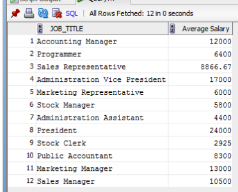 SQL | All Rows Fetched: 12 in 0 seconds
JOB_TITLE Average Salary
1 Accounting Manager 12000
2 Programmer 6400
3 Sales Representative 8866.67
4 Administration Vice President 17000
5 Marketing Representative 6000
6 Stock Manager 5800
7 Administration Assistant 4400
8 President 24000
9 Stock Clerk 2925
10 Public Accountant 8300
11 Marketing Manager 13000
12 Sales Manager 10500